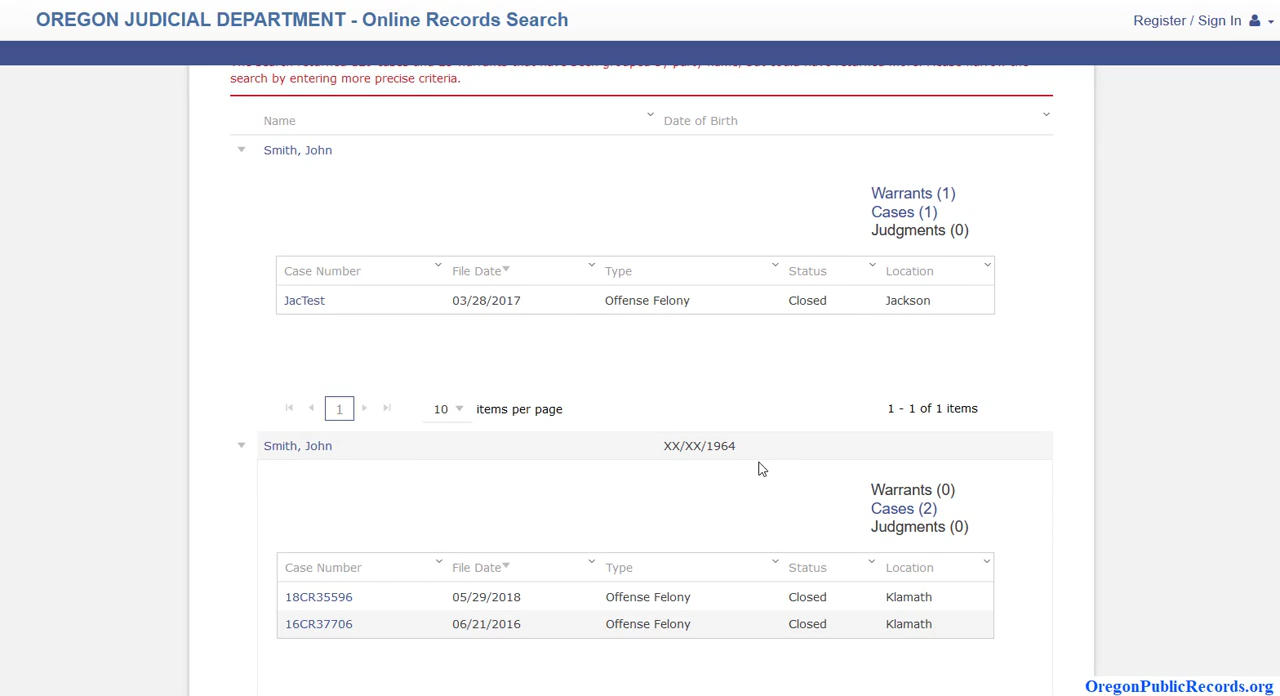 OREGON JUDICIAL DEPARTMENT - Online Records Search
Register / Sign In
search by entering more precise criteria.
Name Date of Birth
Smith, John
Warrants (1)
Cases (1)
Judgments (0)
Case Number File Date Type Status Location
JacTest 03/28/2017 Offense Felony Closed Jackson
1 10 items per page 1 - 1 of 1 items
Smith, John XX/XX/1964
Warrants (0)
Cases (2)
Judgments (0)
Case Number File Date Type Status Location
18CR35596 05/29/2018 Offense Felony Closed Klamath
16CR37706 06/21/2016 Offense Felony Closed Klamath
OregonPublicRecords.org